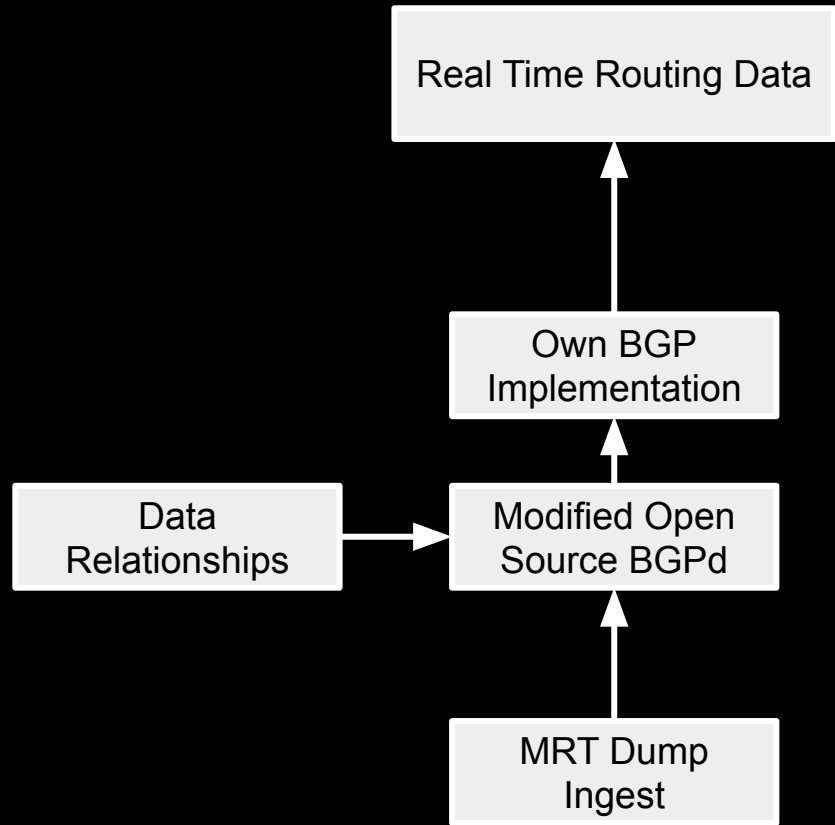 Real Time Routing Data
Own BGP
Implementation
Data
Relationships
Modified Open
Source BGPd
MRT Dump
Ingest